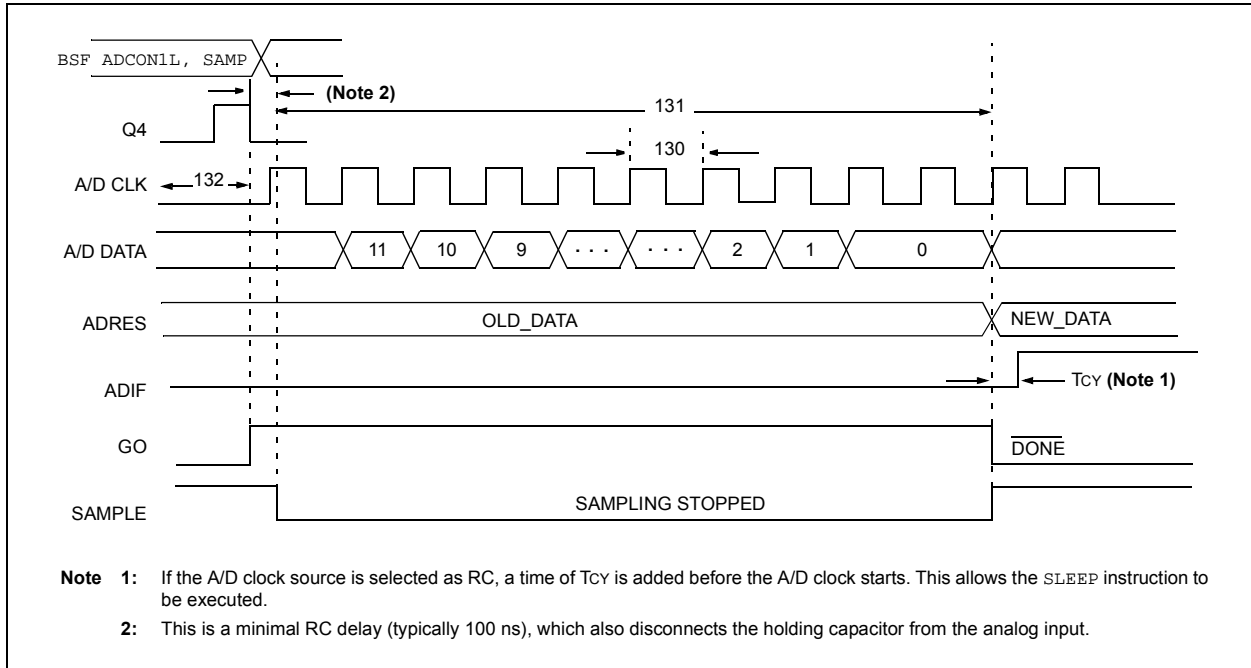 BSF ADCON1L, SAMP
(Note 2)
131
Q4
130
A/D CLK
132
A/D DATA
11 10 9 · · · · · · 2 1 0
ADRES
OLD_DATA
NEW_DATA
ADIF
TCY (Note 1)
GO
DONE
SAMPLE
SAMPLING STOPPED
Note 1: If the A/D clock source is selected as RC, a time of TCY is added before the A/D clock starts. This allows the SLEEP instruction to
be executed.
2: This is a minimal RC delay (typically 100 ns), which also disconnects the holding capacitor from the analog input.